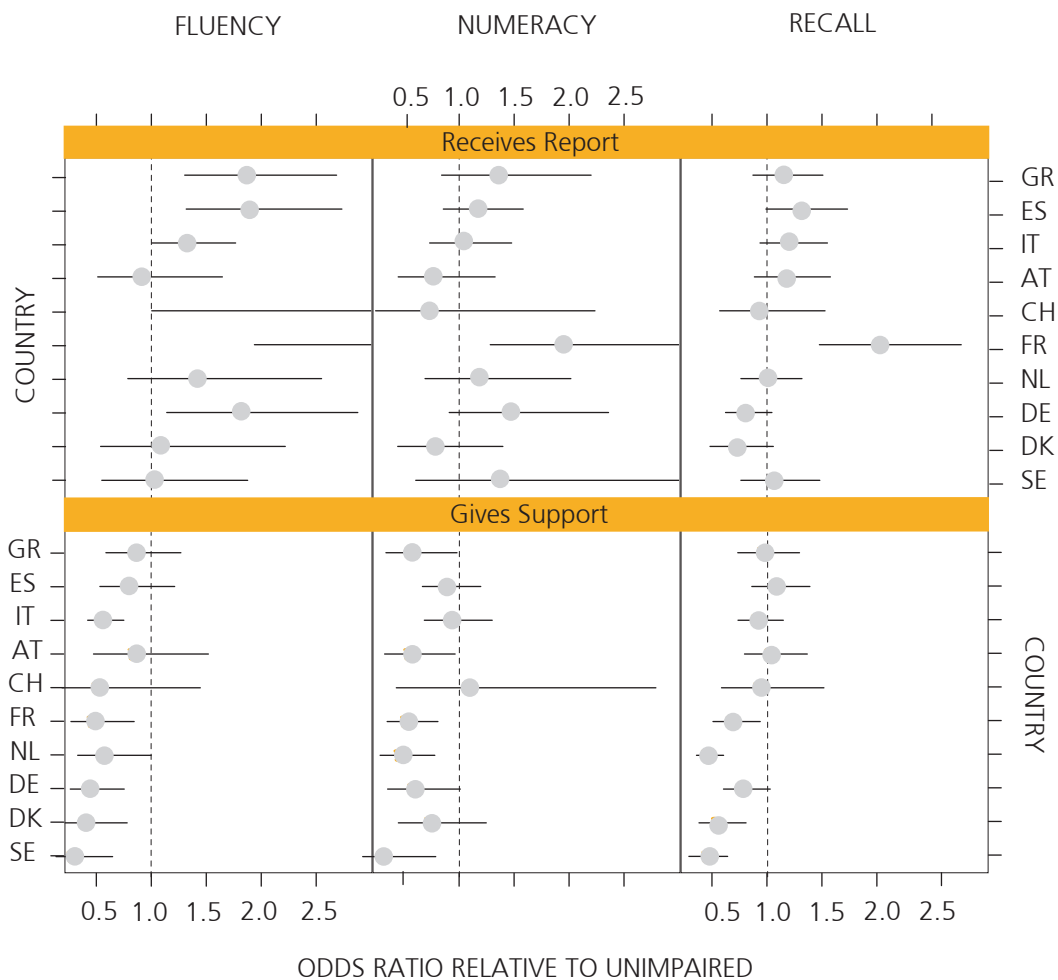 FLUENCY NUMERACY RECALL
0.5 1.0 1.5 2.0 2.5
Receives Report
COUNTRY
GR
ES
IT
AT
CH
FR
NL
DE
DK
SE
Gives Support
GR
ES
IT
AT
CH
FR
NL
DE
DK
SE
COUNTRY
0.5 1.0 1.5 2.0 2.5 0.5 1.0 1.5 2.0 2.5
ODDS RATIO RELATIVE TO UNIMPAIRED